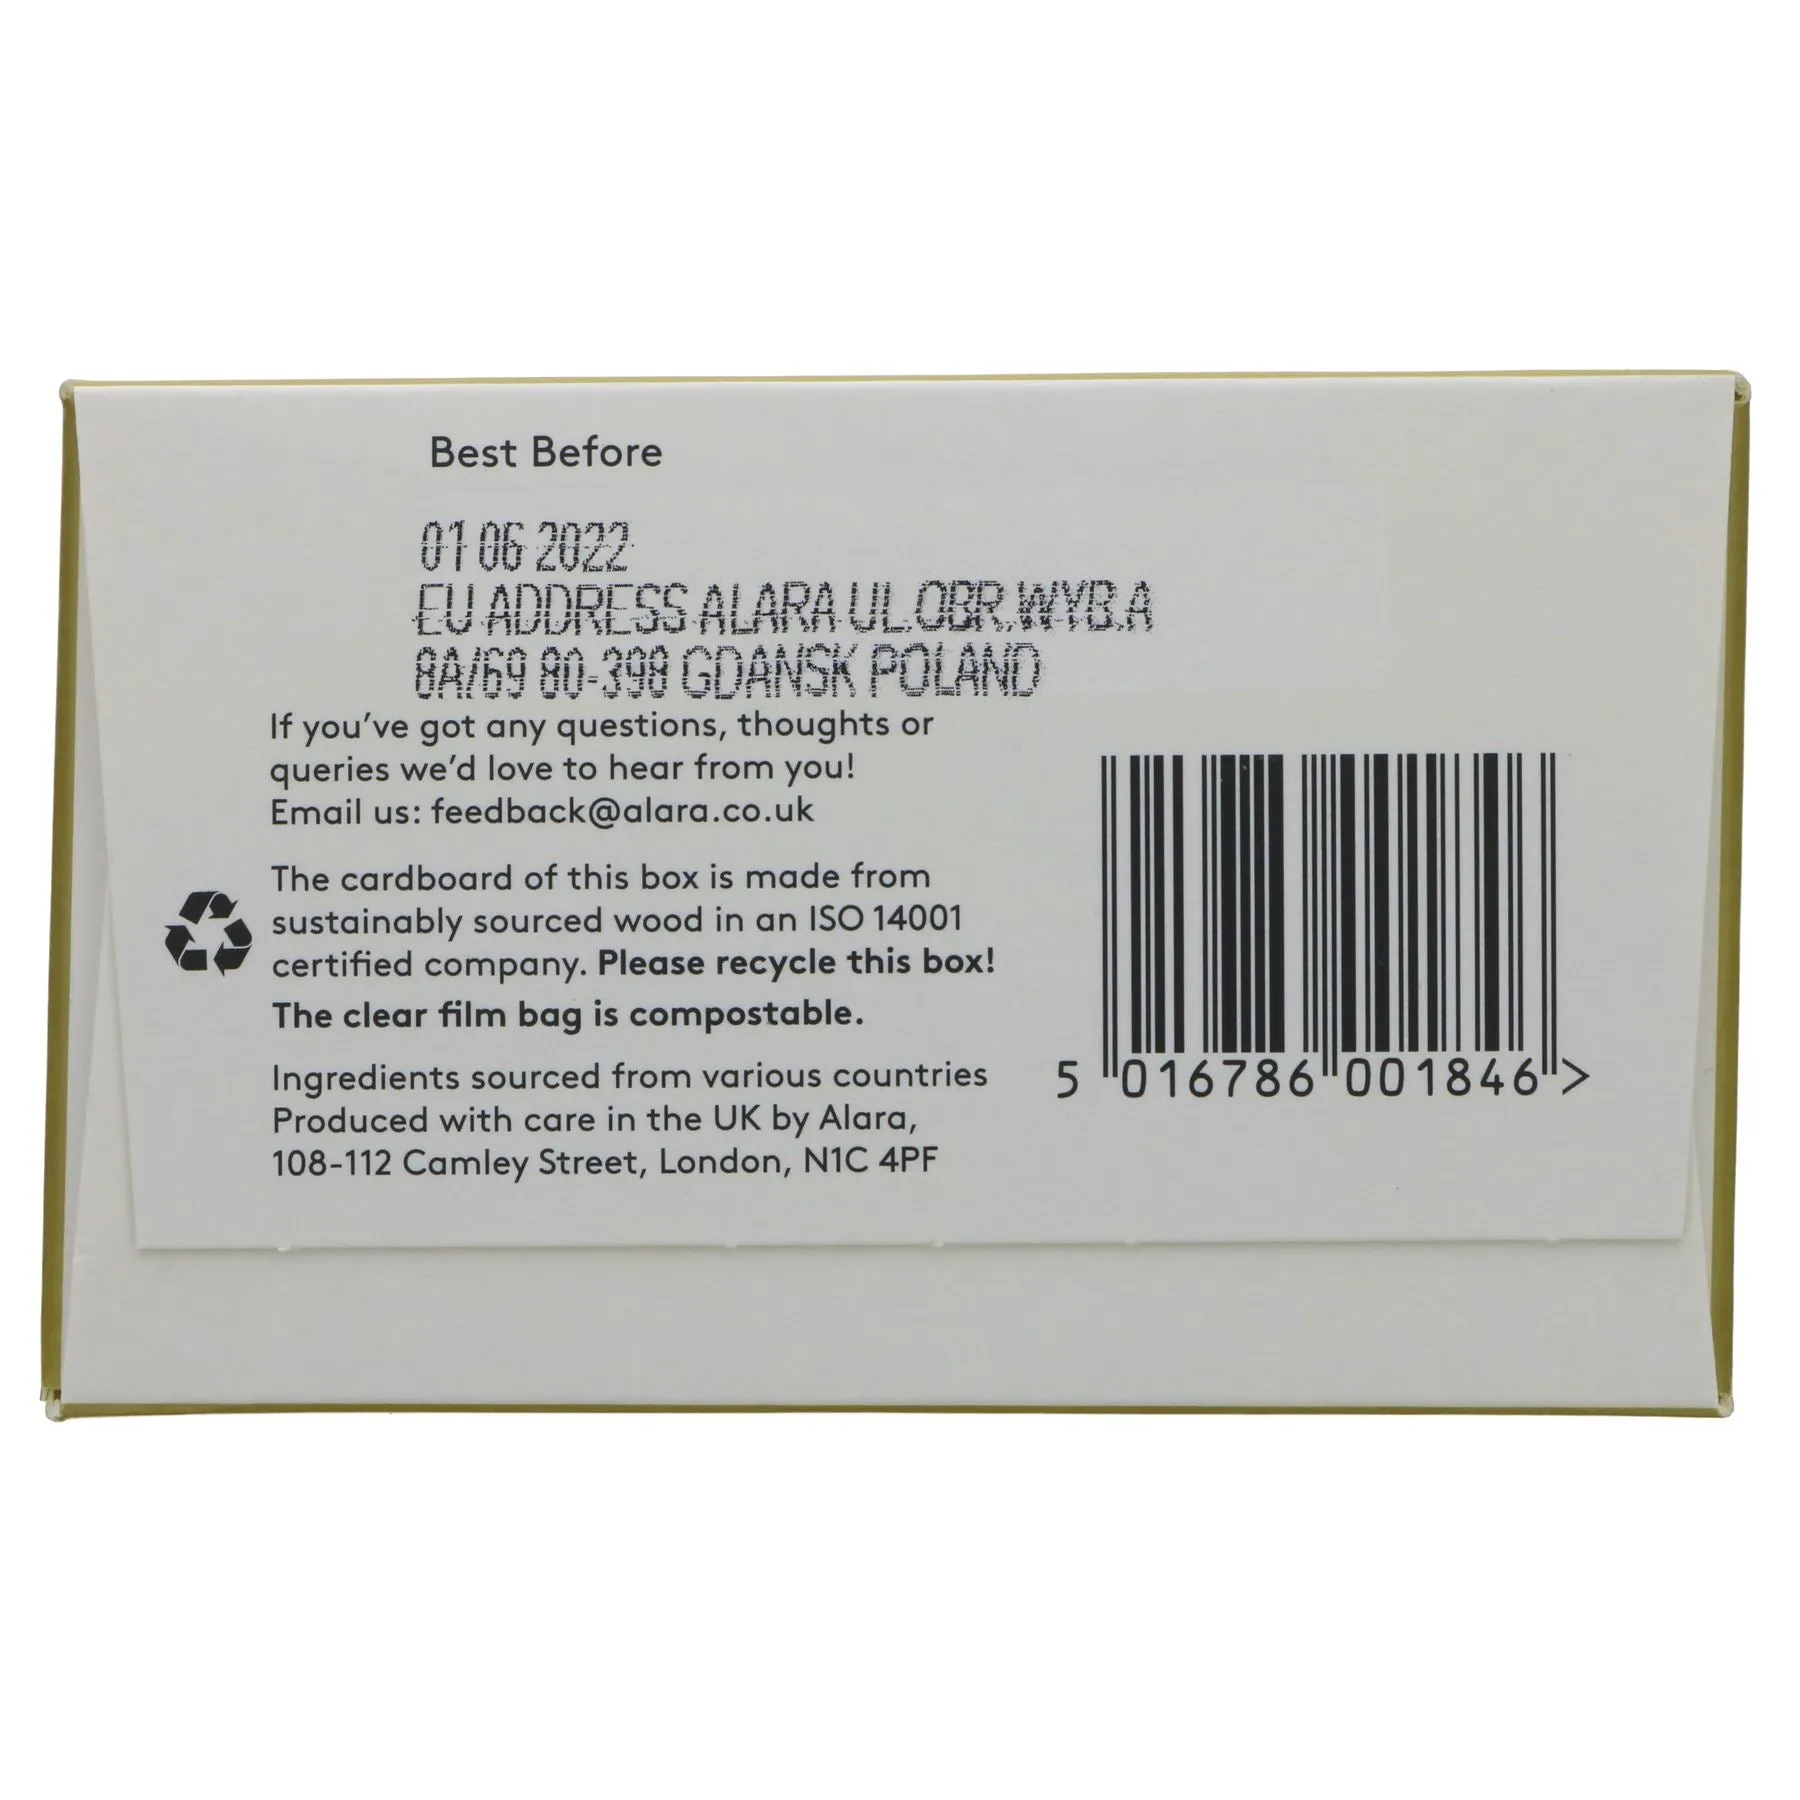 Best Before
01 06 2022
EU ADDRESS ALARA UL.OBR.WYB.A
8A/69 80-398 GDANSK POLAND
If you've got any questions, thoughts or
queries we'd love to hear from you!
Email us: feedback@alara.co.uk
The cardboard of this box is made from
sustainably sourced wood in an ISO 14001
certified company. Please recycle this box!
The clear film bag is compostable.
Ingredients sourced from various countries
Produced with care in the UK by Alara,
108-112 Camley Street, London, N1C 4PF
5 016786 001846 >